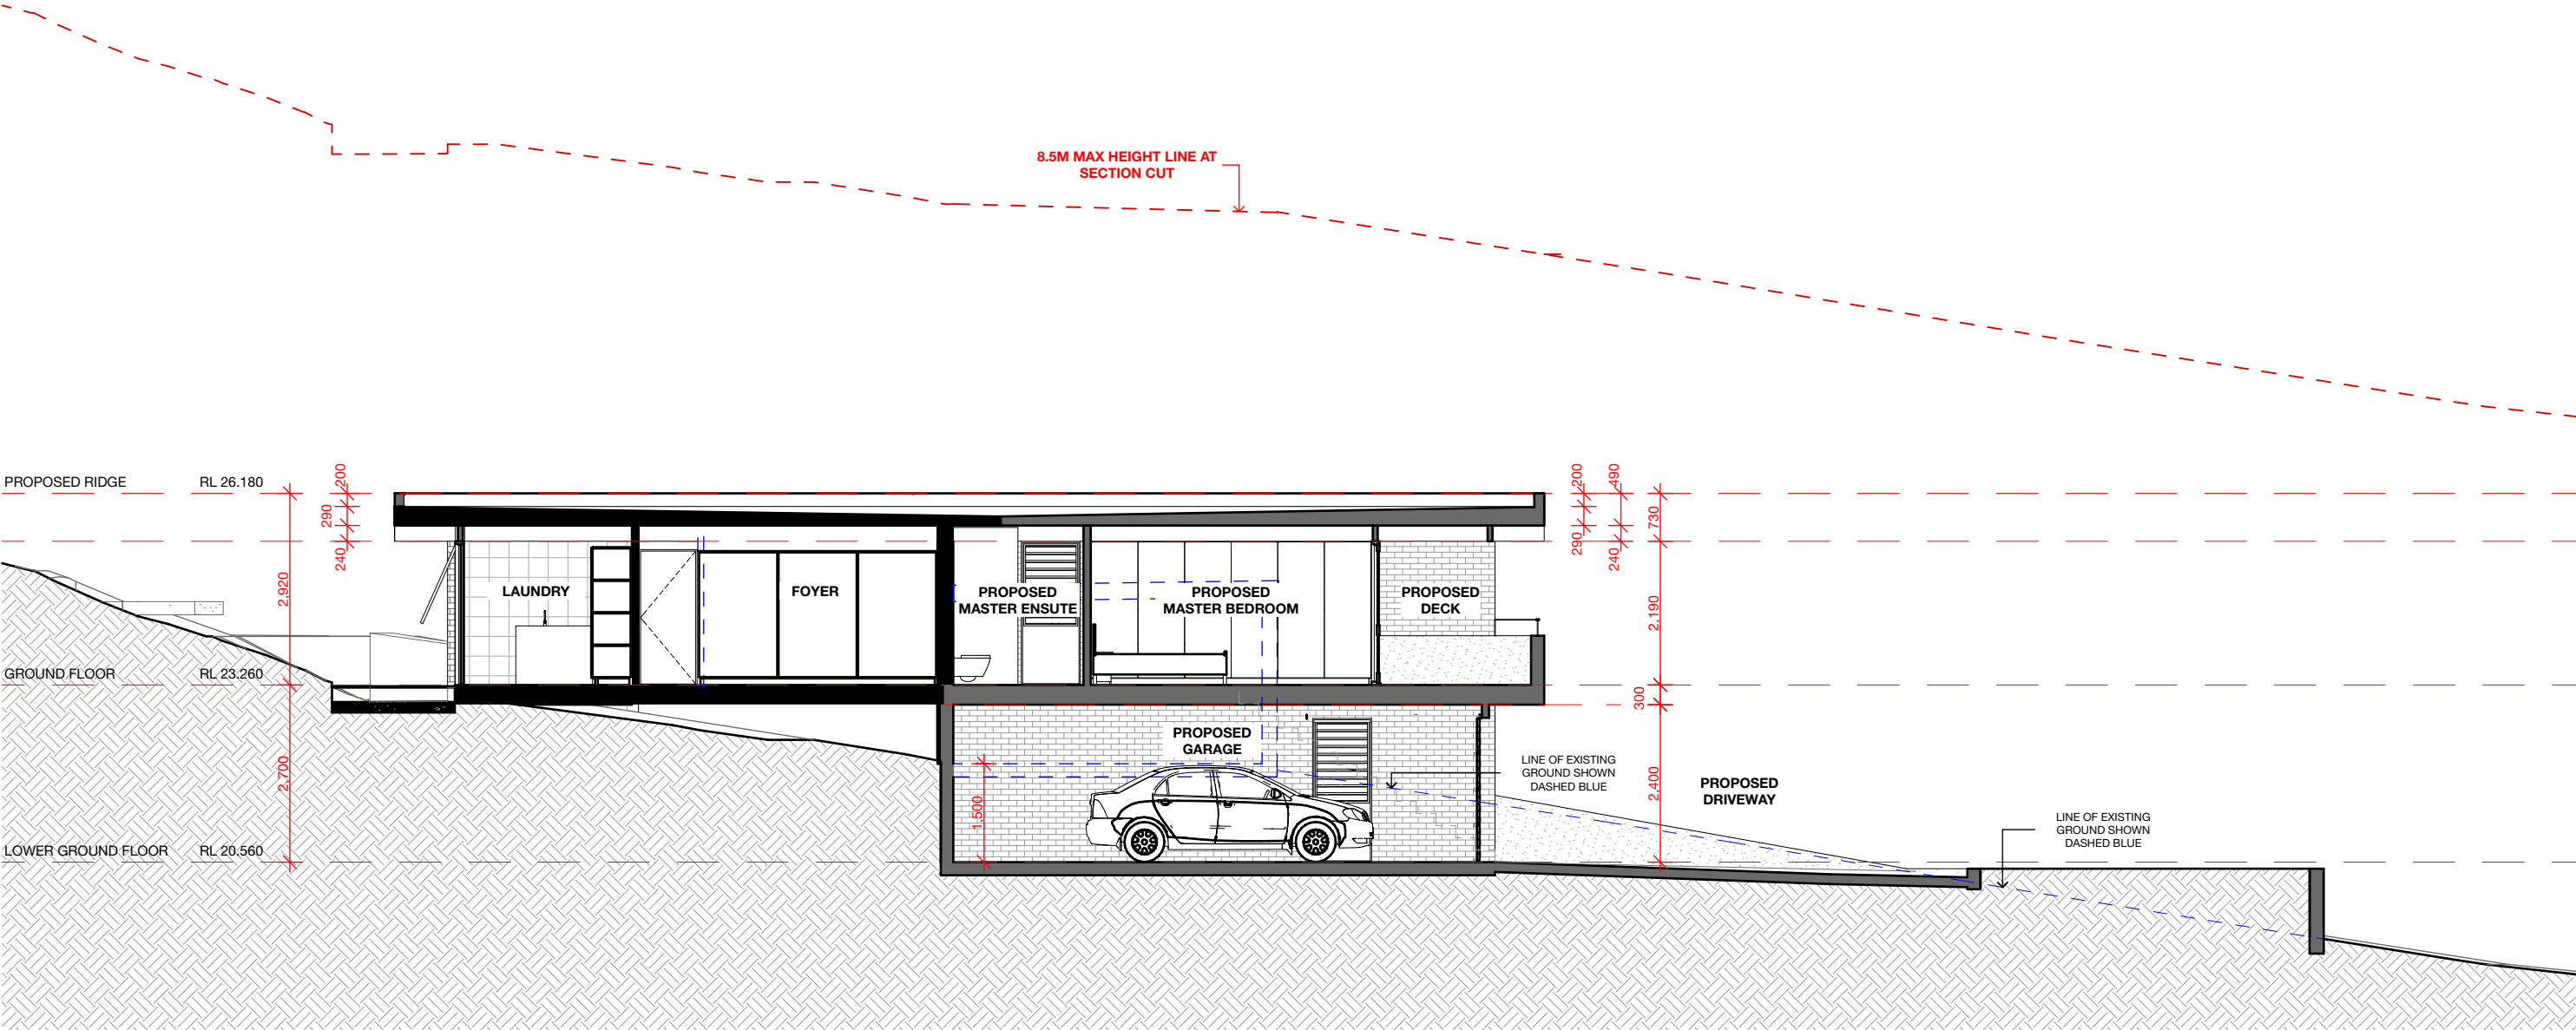 8.5M MAX HEIGHT LINE AT
SECTION CUT
PROPOSED RIDGE RL 26.180
200
290
240
2,920
200
490
290
240
730
2,190
LAUNDRY
FOYER
PROPOSED
MASTER ENSUTE
PROPOSED
MASTER BEDROOM
PROPOSED
DECK
GROUND FLOOR RL 23.260
300
2,700
2,400
1,500
PROPOSED
GARAGE
LINE OF EXISTING
GROUND SHOWN
DASHED BLUE
PROPOSED
DRIVEWAY
LINE OF EXISTING
GROUND SHOWN
DASHED BLUE
LOWER GROUND FLOOR RL 20.560